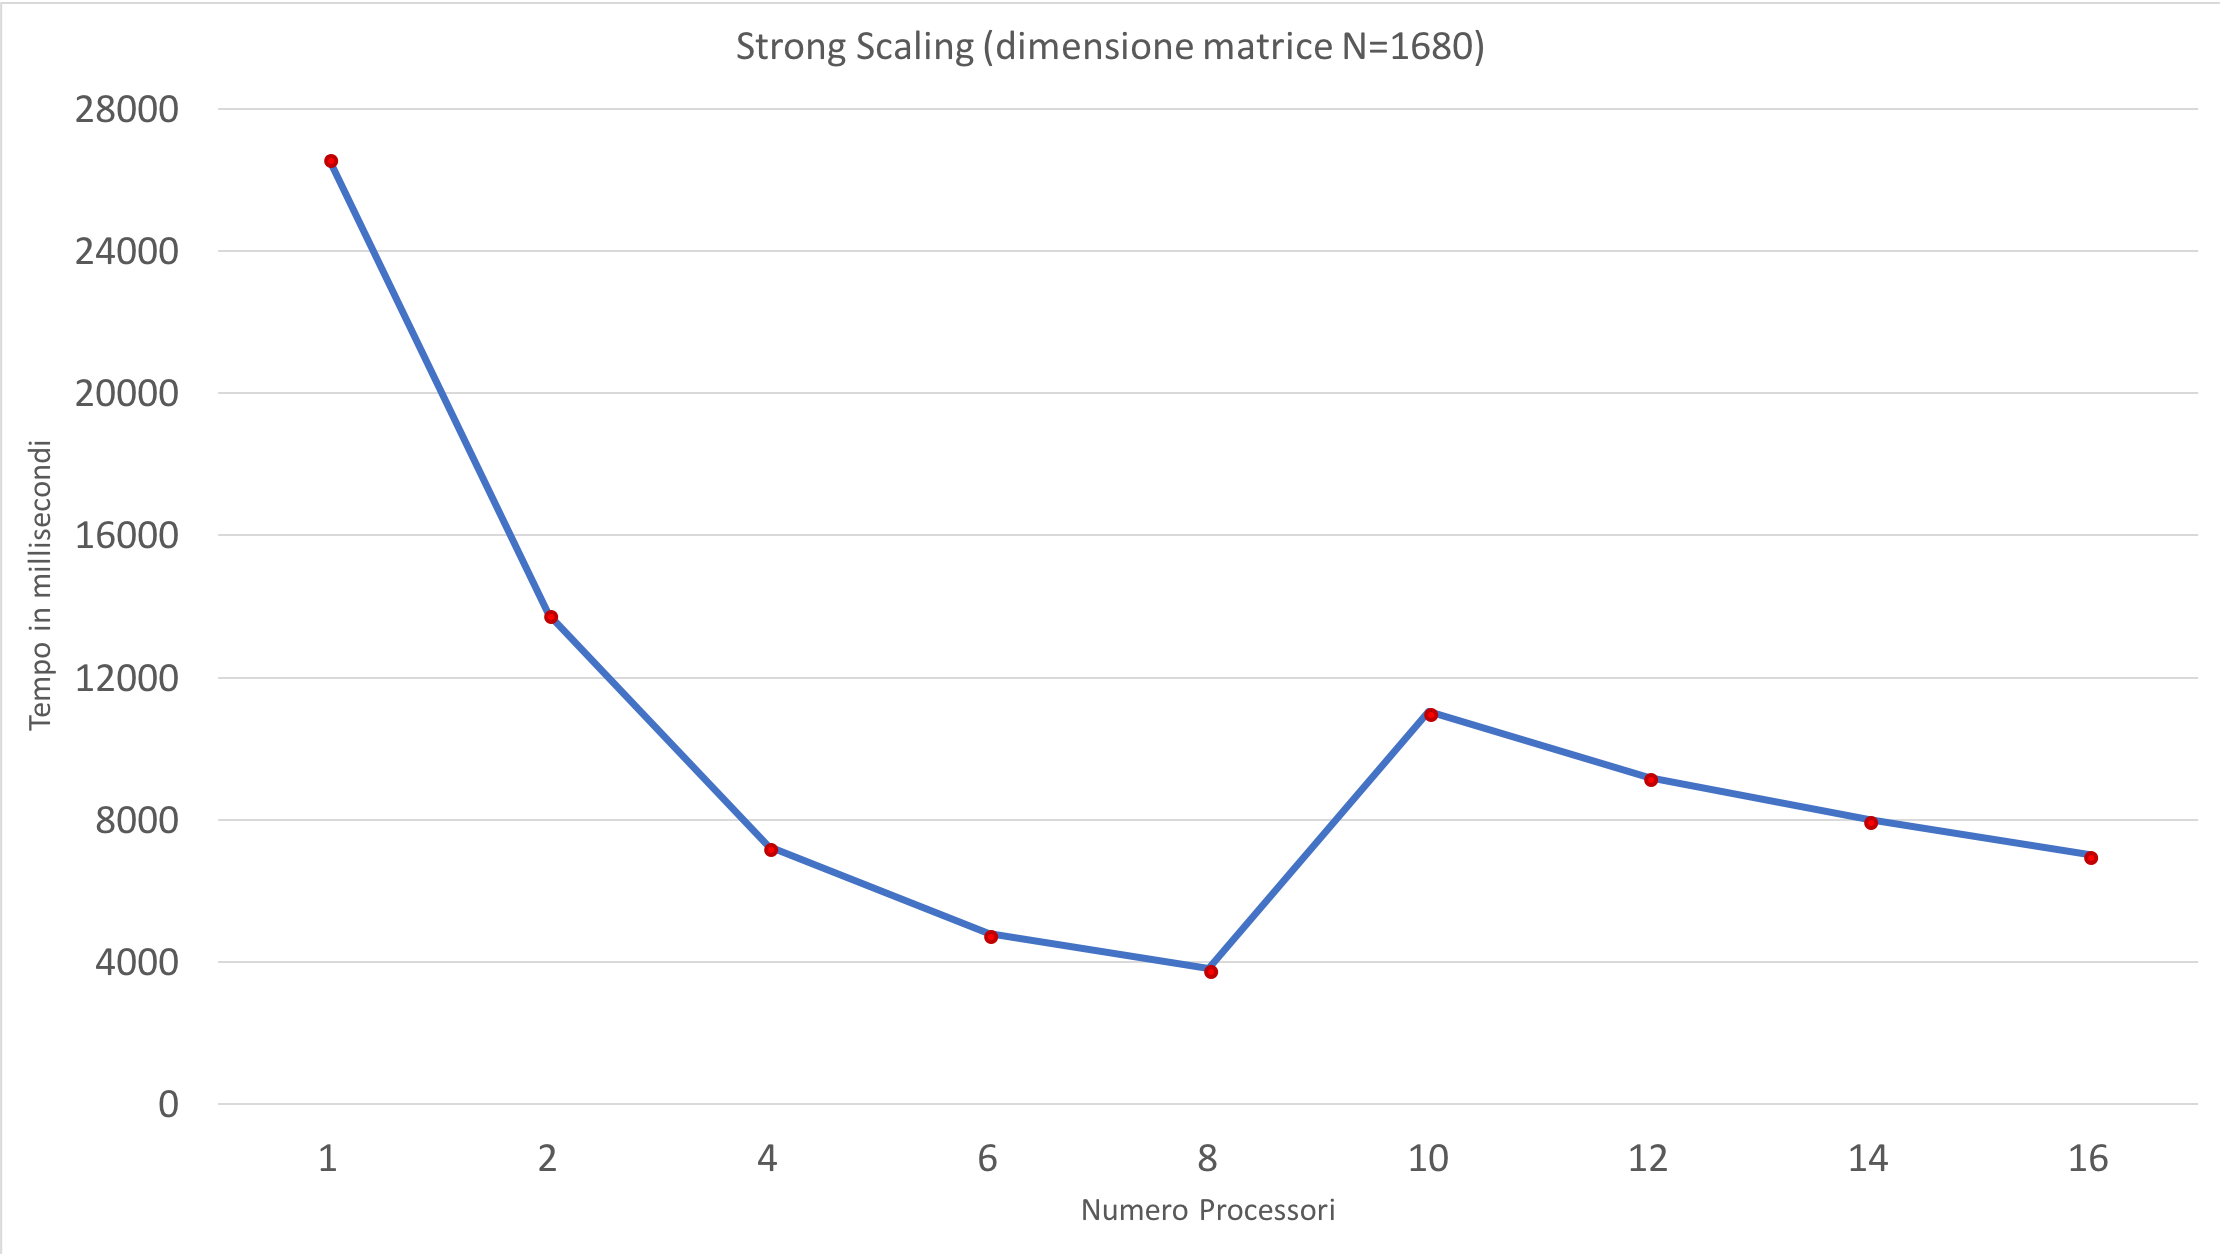 Strong Scaling (dimensione matrice N=1680)
28000
24000
20000
16000
12000
8000
4000
0
Tempo in millisecondi
1 2 4 6 8 10 12 14 16
Numero Processori